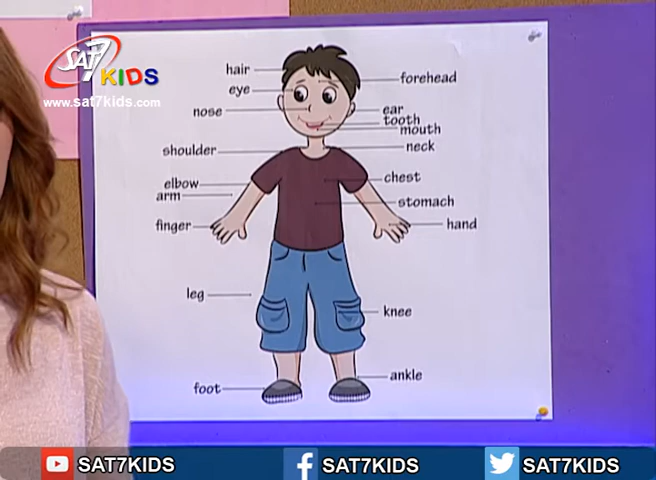 SAT7
KIDS
www.sat7kids.com
hair
forehead
eye
nose
ear
tooth
mouth
shoulder
neck
elbow
chest
arm
stomach
finger
hand
leg
knee
foot
ankle
SAT7KIDS
SAT7KIDS
SAT7KIDS